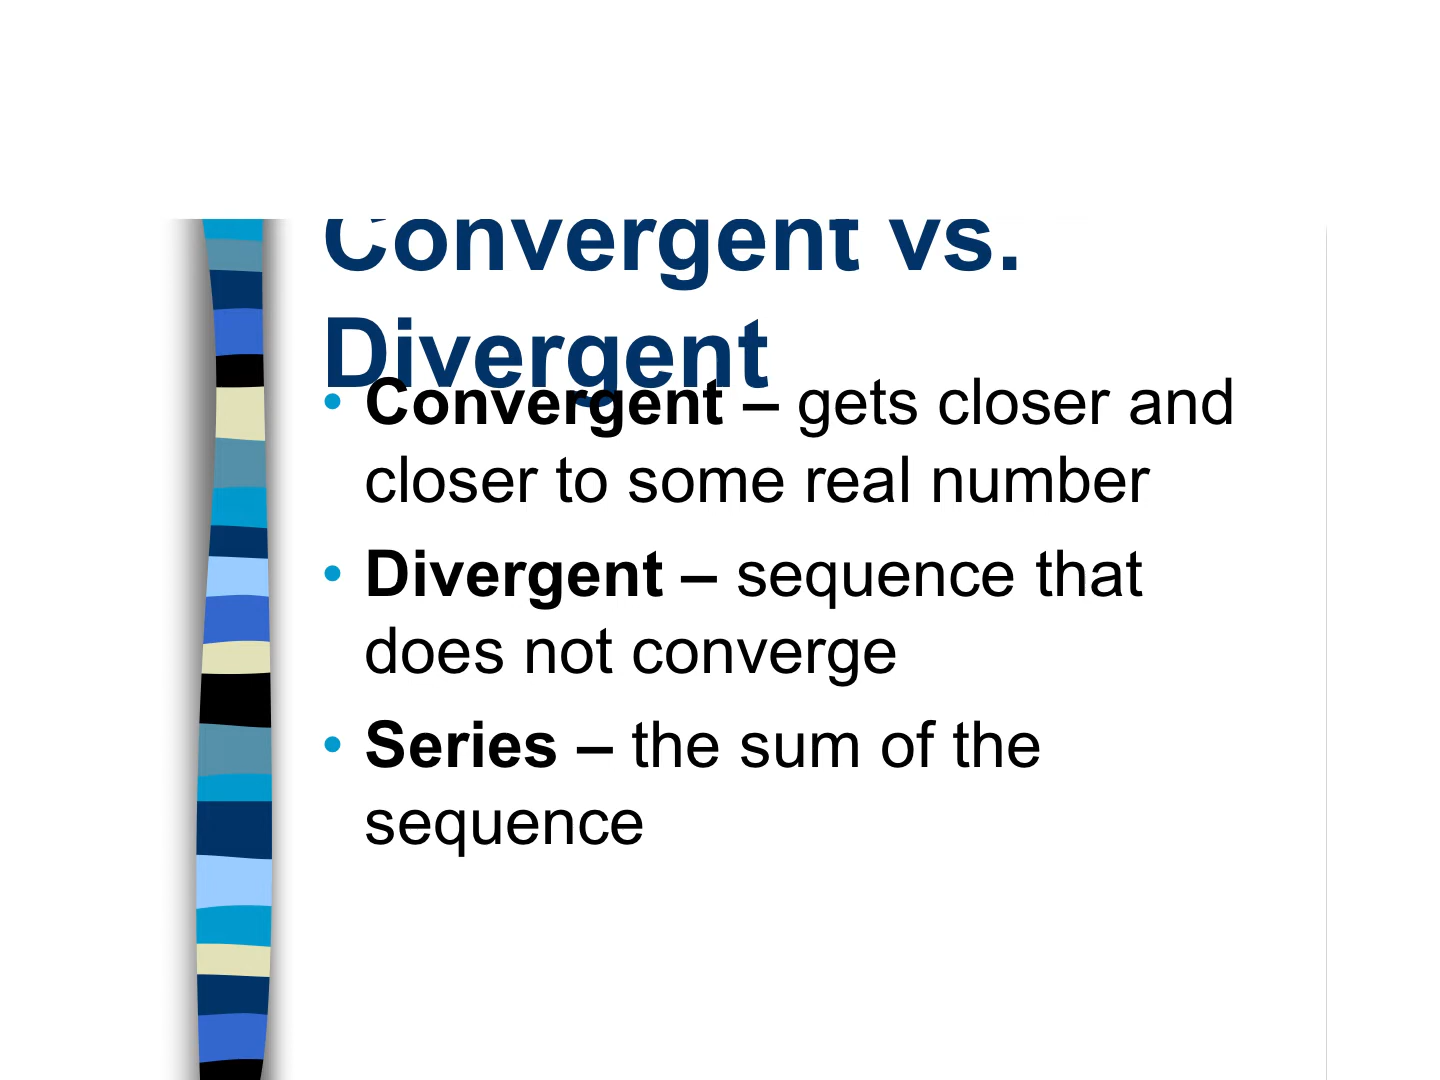 Convergent vs.
Divergent
• Convergent – gets closer and
closer to some real number
• Divergent – sequence that
does not converge
• Series – the sum of the
sequence